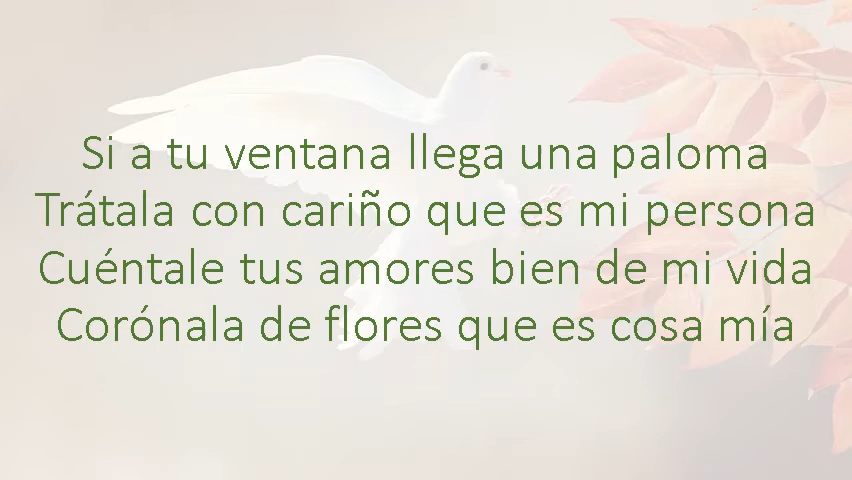 Si a tu ventana llega una paloma
Trátala con cariño que es mi persona
Cuéntale tus amores bien de mi vida
Corónala de flores que es cosa mía